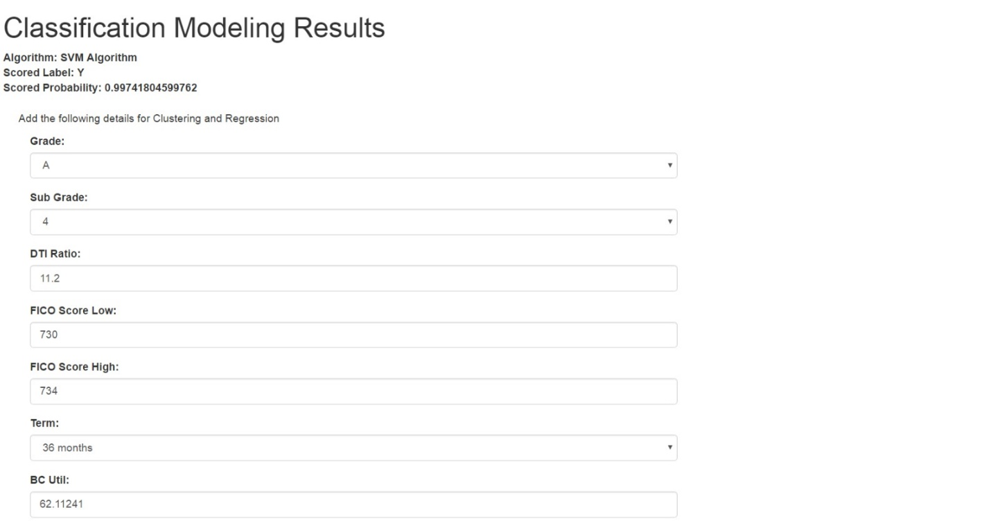 Classification Modeling Results
Algorithm: SVM Algorithm
Scored Label: Y
Scored Probability: 0.99741804599762
Add the following details for Clustering and Regression
Grade:
A
Sub Grade:
4
DTI Ratio:
11.2
FICO Score Low:
730
FICO Score High:
734
Term:
36 months
BC Util:
62.11241